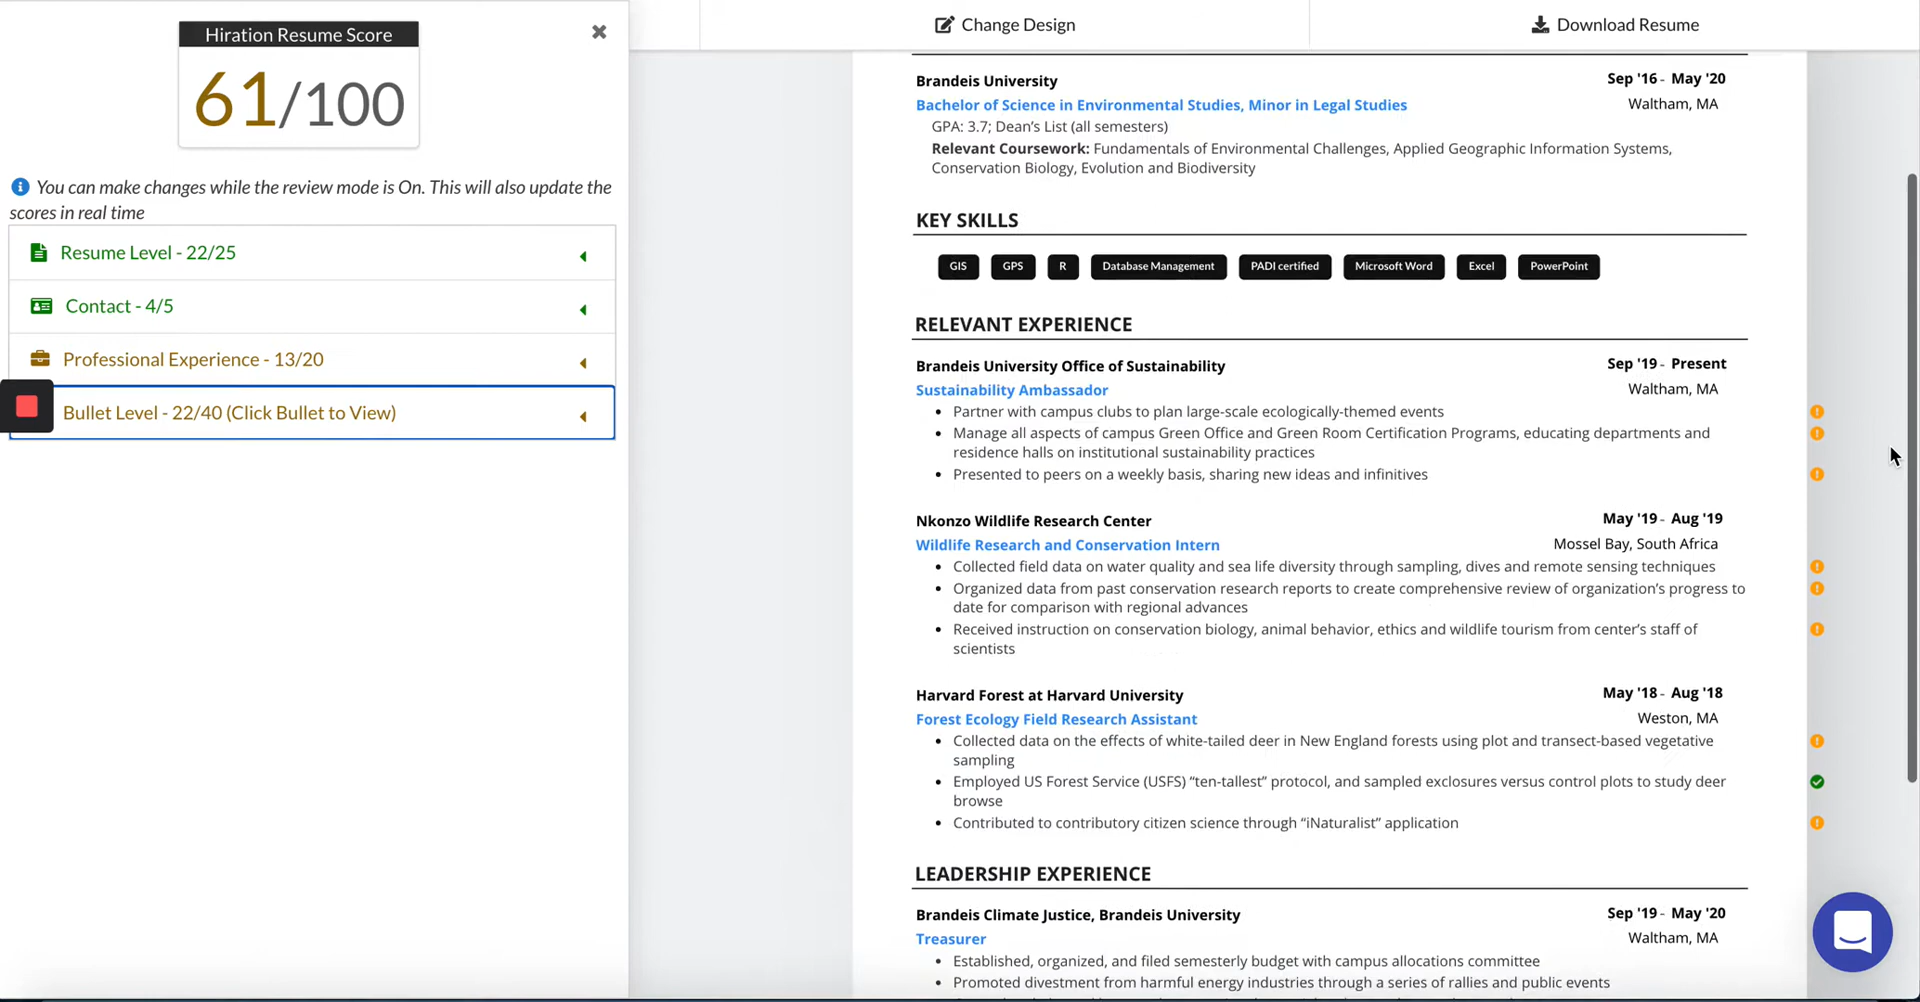 Hiration Resume Score
61/100
You can make changes while the review mode is On. This will also update the
scores in real time
Resume Level - 22/25
Contact - 4/5
Professional Experience - 13/20
Bullet Level - 22/40 (Click Bullet to View)
Change Design
Download Resume
Brandeis University Sep '16 - May '20
Bachelor of Science in Environmental Studies, Minor in Legal Studies Waltham, MA
GPA: 3.7; Dean’s List (all semesters)
Relevant Coursework: Fundamentals of Environmental Challenges, Applied Geographic Information Systems,
Conservation Biology, Evolution and Biodiversity
KEY SKILLS
GIS GPS R Database Management PADI certified Microsoft Word Excel PowerPoint
RELEVANT EXPERIENCE
Brandeis University Office of Sustainability Sep '19 - Present
Sustainability Ambassador Waltham, MA
• Partner with campus clubs to plan large-scale ecologically-themed events
• Manage all aspects of campus Green Office and Green Room Certification Programs, educating departments and
residence halls on institutional sustainability practices
• Presented to peers on a weekly basis, sharing new ideas and infinitives
Nkonzo Wildlife Research Center May '19 - Aug '19
Wildlife Research and Conservation Intern Mossel Bay, South Africa
• Collected field data on water quality and sea life diversity through sampling, dives and remote sensing techniques
• Organized data from past conservation research reports to create comprehensive review of organization’s progress to
date for comparison with regional advances
• Received instruction on conservation biology, animal behavior, ethics and wildlife tourism from center’s staff of
scientists
Harvard Forest at Harvard University May '18 - Aug '18
Forest Ecology Field Research Assistant Weston, MA
• Collected data on the effects of white-tailed deer in New England forests using plot and transect-based vegetative
sampling
• Employed US Forest Service (USFS) “ten-tallest” protocol, and sampled exclosures versus control plots to study deer
browse
• Contributed to contributory citizen science through “iNaturalist” application
LEADERSHIP EXPERIENCE
Brandeis Climate Justice, Brandeis University Sep '19 - May '20
Treasurer Waltham, MA
• Established, organized, and filed semesterly budget with campus allocations committee
• Promoted divestment from harmful energy industries through a series of rallies and public events